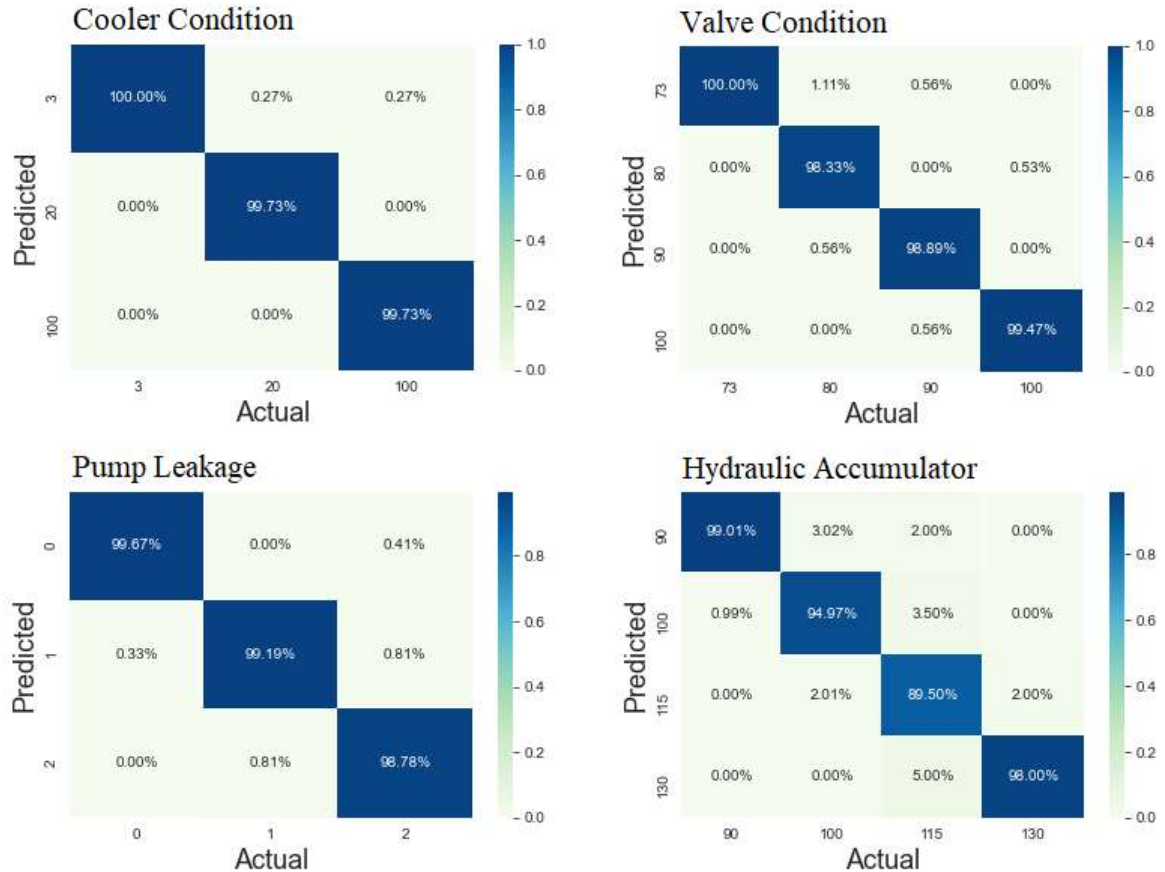 Cooler Condition
Predicted
3
100.00% 0.27% 0.27%
20
0.00% 99.73% 0.00%
100
0.00% 0.00% 99.73%
3 20 100
Actual
1.0
0.8
0.6
0.4
0.2
0.0
Valve Condition
Predicted
73
100.00% 1.11% 0.56% 0.00%
80
0.00% 98.33% 0.00% 0.53%
90
0.00% 0.56% 98.89% 0.00%
100
0.00% 0.00% 0.56% 99.47%
73 80 90 100
Actual
1.0
0.8
0.6
0.4
0.2
0.0
Pump Leakage
Predicted
0
99.67% 0.00% 0.41%
1
0.33% 99.19% 0.81%
2
0.00% 0.81% 98.78%
0 1 2
Actual
0.8
0.6
0.4
0.2
0.0
Hydraulic Accumulator
Predicted
90
99.01% 3.02% 2.00% 0.00%
100
0.99% 94.97% 3.50% 0.00%
115
0.00% 2.01% 89.50% 2.00%
130
0.00% 0.00% 5.00% 98.00%
90 100 115 130
Actual
0.8
0.6
0.4
0.2
0.0